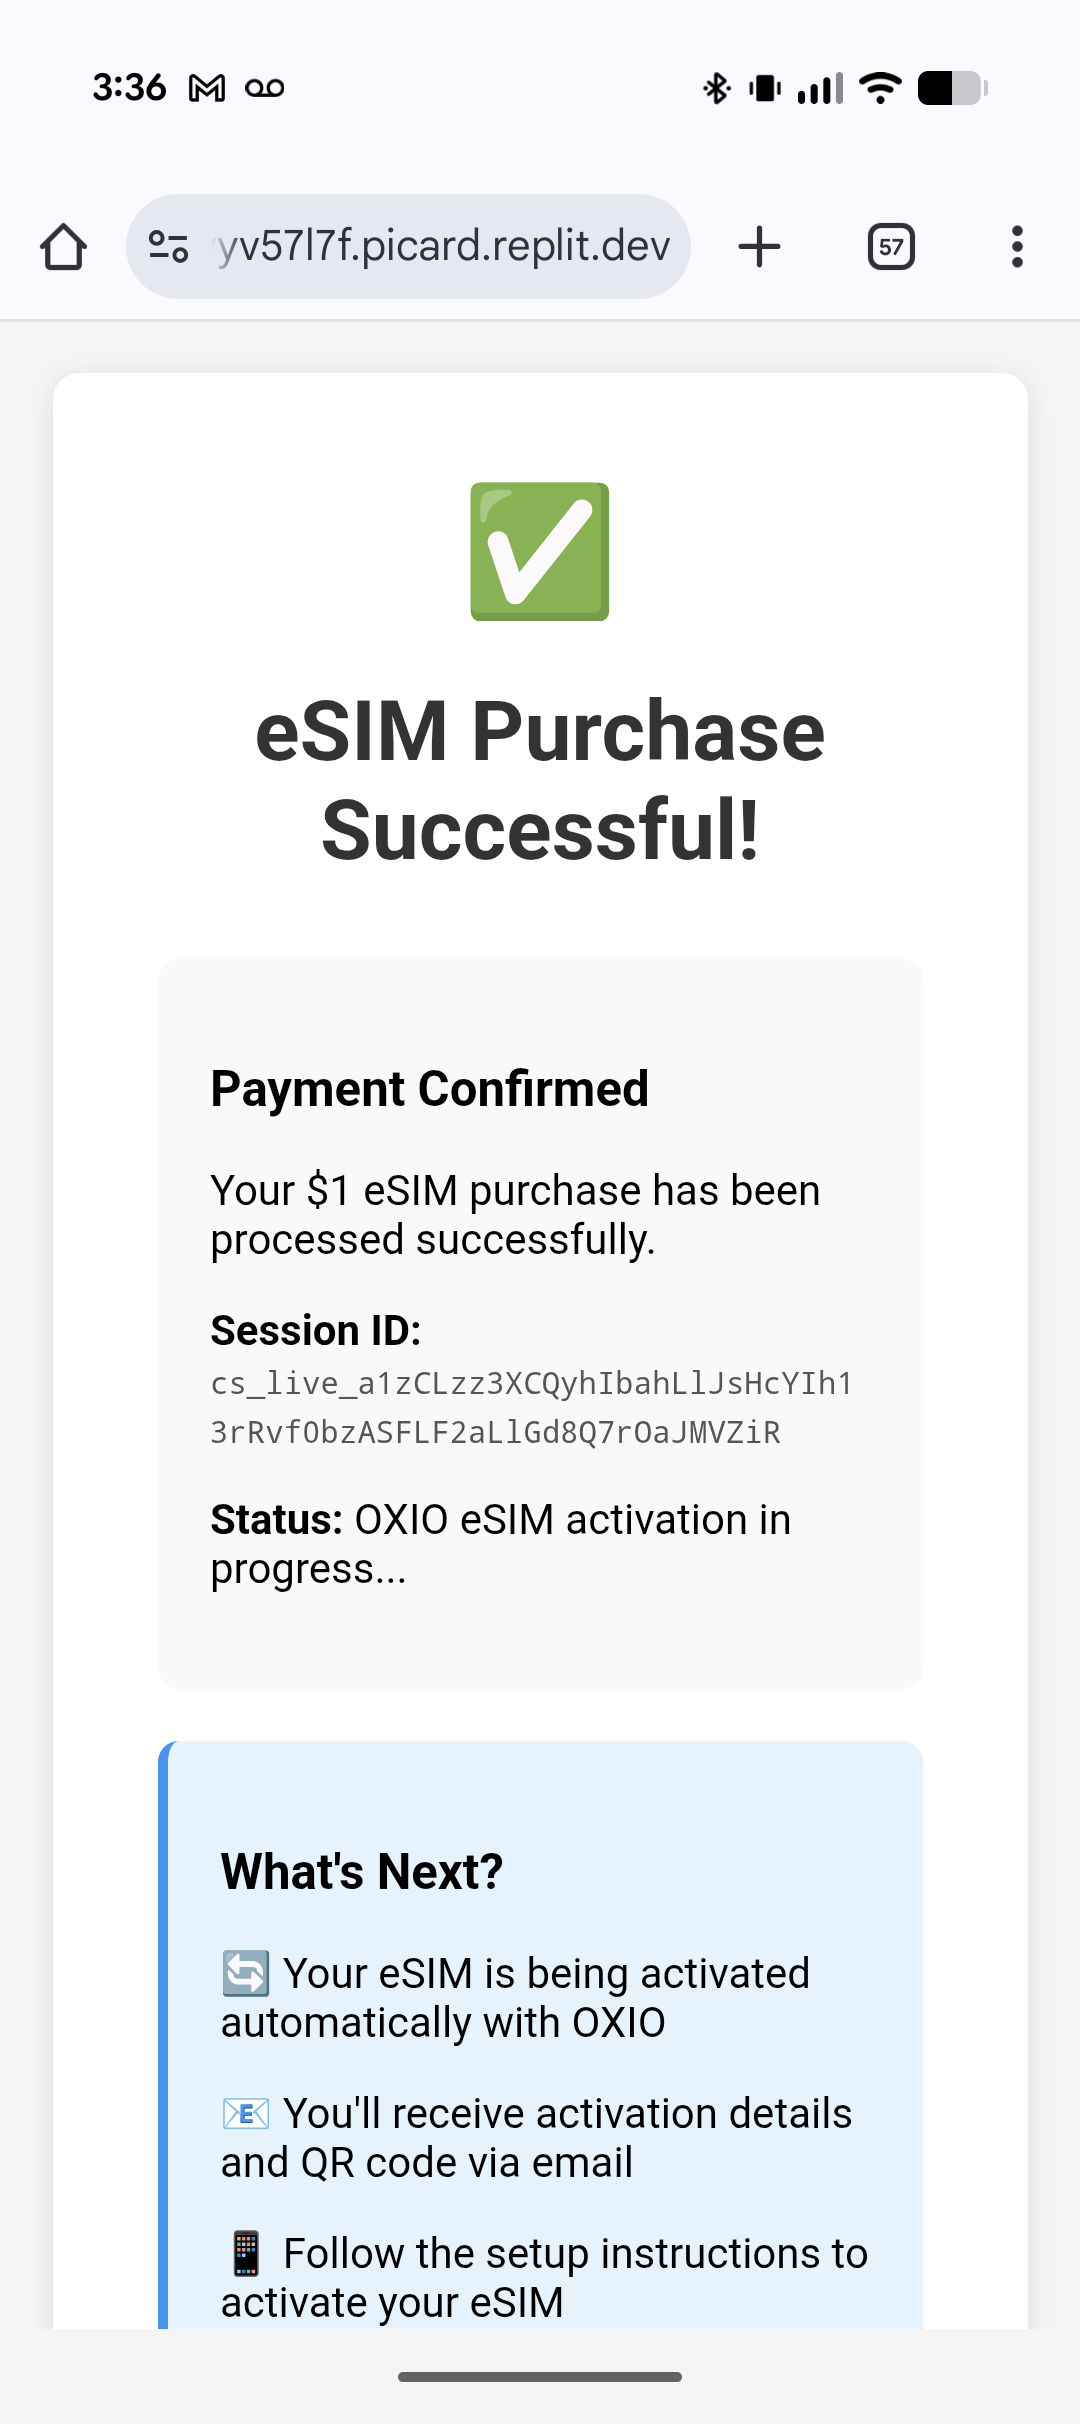 3:36
yv57l7f.picard.replit.dev
57
eSIM Purchase
Successful!
Payment Confirmed
Your $1 eSIM purchase has been
processed successfully.
Session ID:
cs_live_a1zCLzz3XCQyhIbahLlJsHcYIh1
3rRvf0bzASFLF2aLlGd8Q7rOaJMVZiR
Status: OXIO eSIM activation in
progress...
What's Next?
🔄 Your eSIM is being activated
automatically with OXIO
📧 You'll receive activation details
and QR code via email
📱 Follow the setup instructions to
activate your eSIM